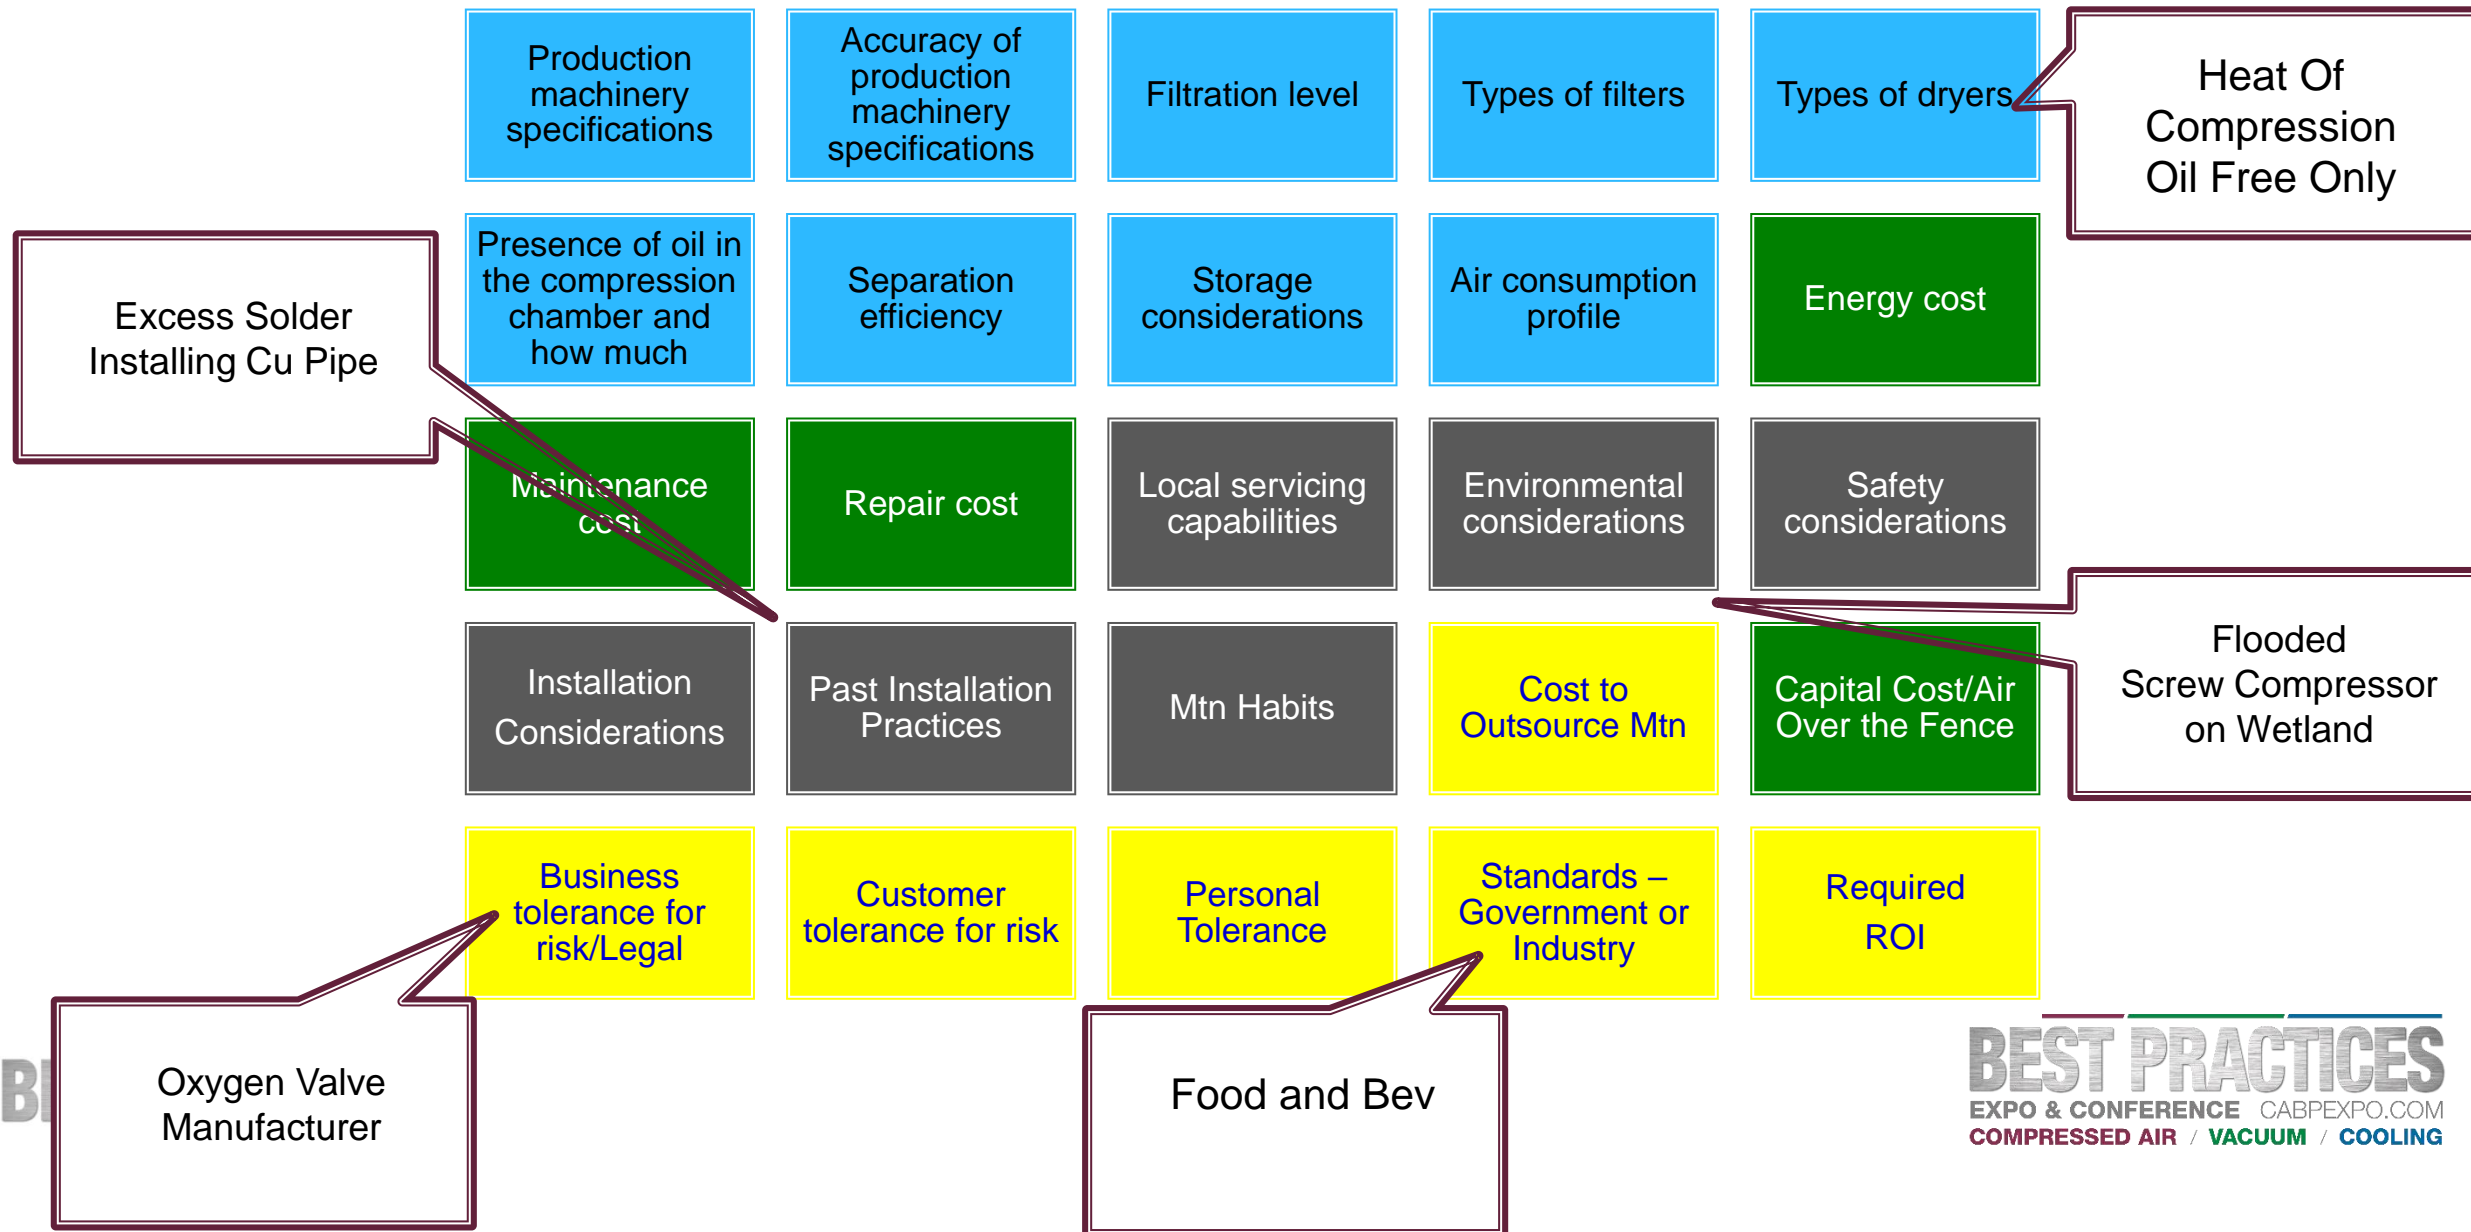 Production
machinery
specifications
Accuracy of
production
machinery
specifications
Filtration level
Types of filters
Types of dryers
Heat Of
Compression
Oil Free Only
Excess Solder
Installing Cu Pipe
Presence of oil in
the compression
chamber and
how much
Separation
efficiency
Storage
considerations
Air consumption
profile
Energy cost
Maintenance
cost
Repair cost
Local servicing
capabilities
Environmental
considerations
Safety
considerations
Installation
Considerations
Past Installation
Practices
Mtn Habits
Cost to
Outsource Mtn
Capital Cost/Air
Over the Fence
Flooded
Screw Compressor
on Wetland
Business
tolerance for
risk/Legal
Customer
tolerance for risk
Personal
Tolerance
Standards –
Government or
Industry
Required
ROI
Oxygen Valve
Manufacturer
Food and Bev
BEST PRACTICES
EXPO & CONFERENCE CABPEXPO.COM
COMPRESSED AIR / VACUUM / COOLING